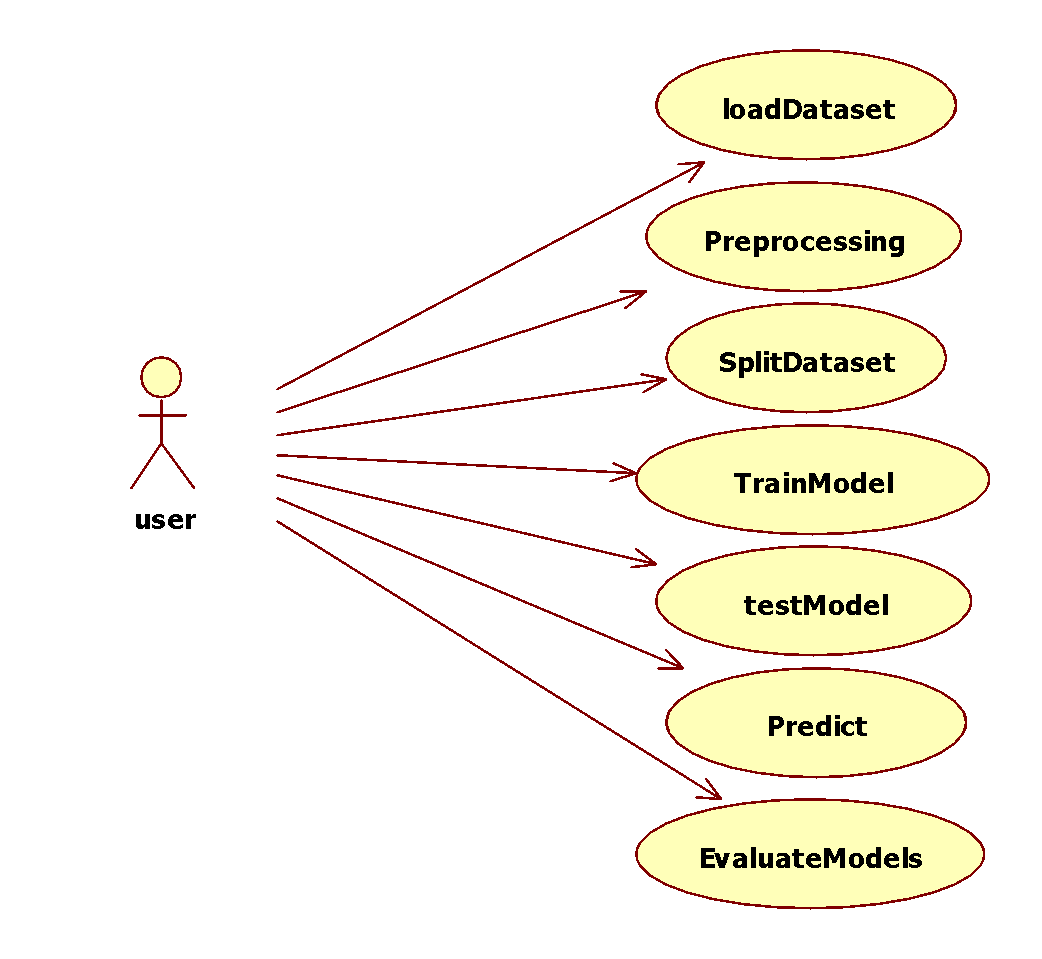 loadDataset
Preprocessing
SplitDataset
TrainModel
user
testModel
Predict
EvaluateModels